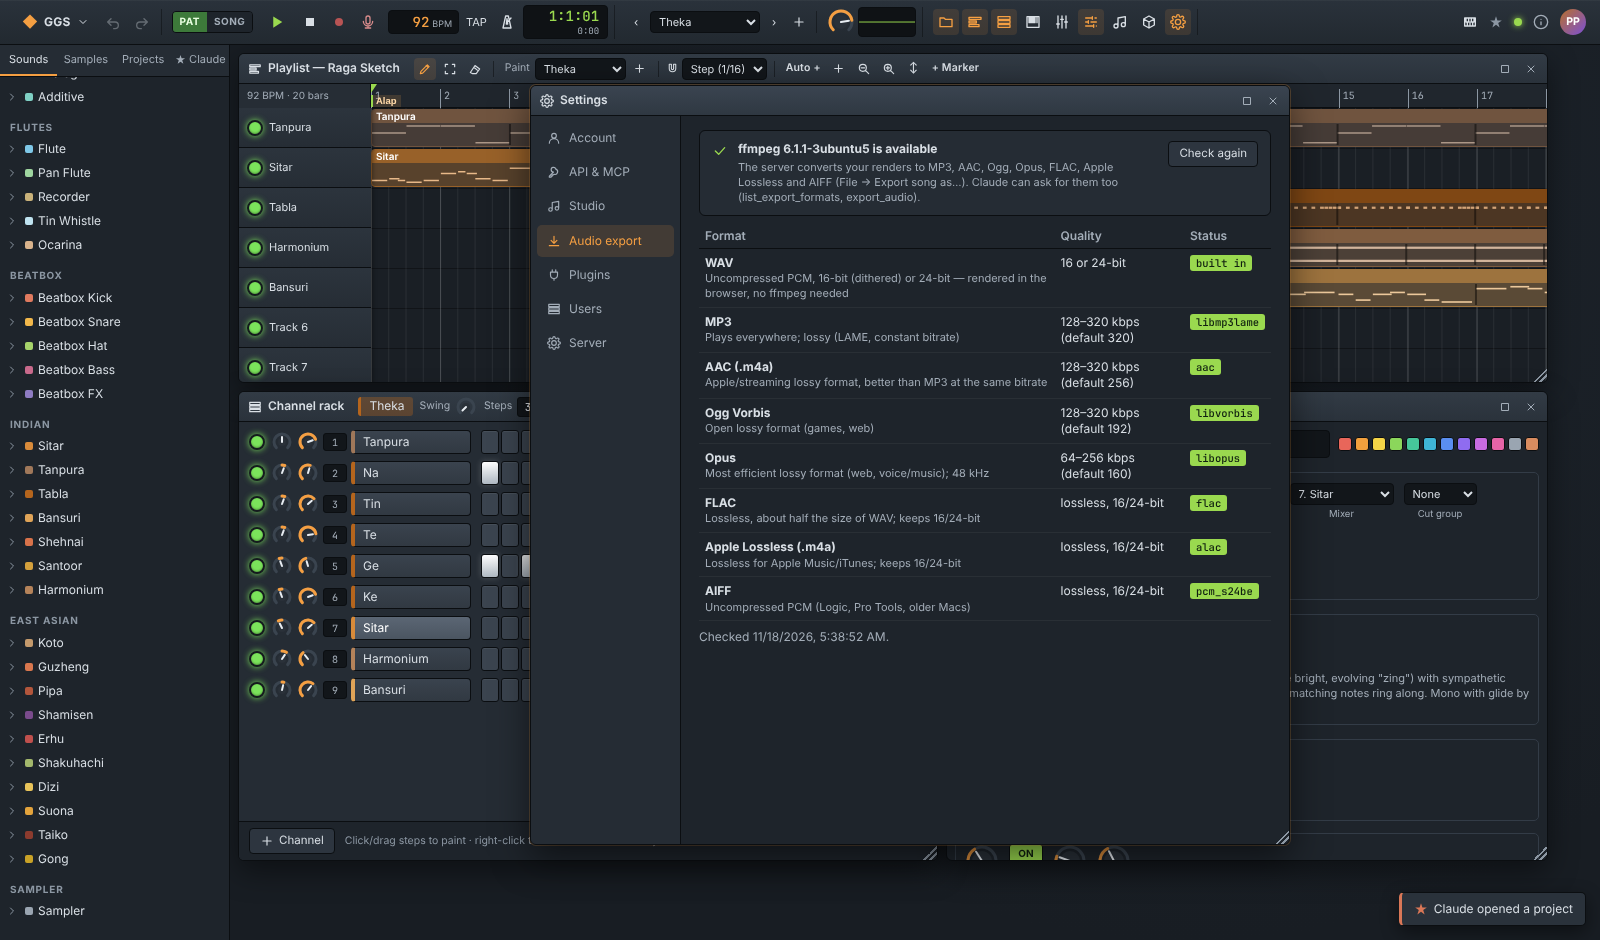 GGS
PAT SONG
92 BPM
TAP
1:1:01
0:00
Theka
PP
Sounds Samples Projects ★ Claude
Additive
FLUTES
Flute
Pan Flute
Recorder
Tin Whistle
Ocarina
BEATBOX
Beatbox Kick
Beatbox Snare
Beatbox Hat
Beatbox Bass
Beatbox FX
INDIAN
Sitar
Tanpura
Tabla
Bansuri
Shehnai
Santoor
Harmonium
EAST ASIAN
Koto
Guzheng
Pipa
Shamisen
Erhu
Shakuhachi
Dizi
Suona
Taiko
Gong
SAMPLER
Sampler
Playlist — Raga Sketch
Paint Theka
Step (1/16)
Auto +
+ Marker
92 BPM · 20 bars
1 2 3 15 16 17
Alap
Tanpura
Sitar
Tabla
Harmonium
Bansuri
Track 6
Track 7
Tanpura
Sitar
Channel rack Theka Swing Steps 3
1 Tanpura
2 Na
3 Tin
4 Te
5 Ge
6 Ke
7 Sitar
8 Harmonium
9 Bansuri
+ Channel
Click/drag steps to paint · right-click t
Settings
Account
API & MCP
Studio
Audio export
Plugins
Users
Server
ffmpeg 6.1.1-3ubuntu5 is available
The server converts your renders to MP3, AAC, Ogg, Opus, FLAC, Apple
Lossless and AIFF (File → Export song as…). Claude can ask for them too
(list_export_formats, export_audio).
Check again
Format Quality Status
WAV 16 or 24-bit built in
Uncompressed PCM, 16-bit (dithered) or 24-bit — rendered in the
browser, no ffmpeg needed
MP3 128–320 kbps libmp3lame
Plays everywhere; lossy (LAME, constant bitrate) (default 320)
AAC (.m4a) 128–320 kbps aac
Apple/streaming lossy format, better than MP3 at the same bitrate (default 256)
Ogg Vorbis 128–320 kbps libvorbis
Open lossy format (games, web) (default 192)
Opus 64–256 kbps libopus
Most efficient lossy format (web, voice/music); 48 kHz (default 160)
FLAC lossless, 16/24-bit flac
Lossless, about half the size of WAV; keeps 16/24-bit
Apple Lossless (.m4a) lossless, 16/24-bit alac
Lossless for Apple Music/iTunes; keeps 16/24-bit
AIFF lossless, 16/24-bit pcm_s24be
Uncompressed PCM (Logic, Pro Tools, older Macs)
Checked 11/18/2026, 5:38:52 AM.
7. Sitar None
Mixer Cut group
bright, evolving "zing") with sympathetic
matching notes ring along. Mono with glide by
ON
★ Claude opened a project